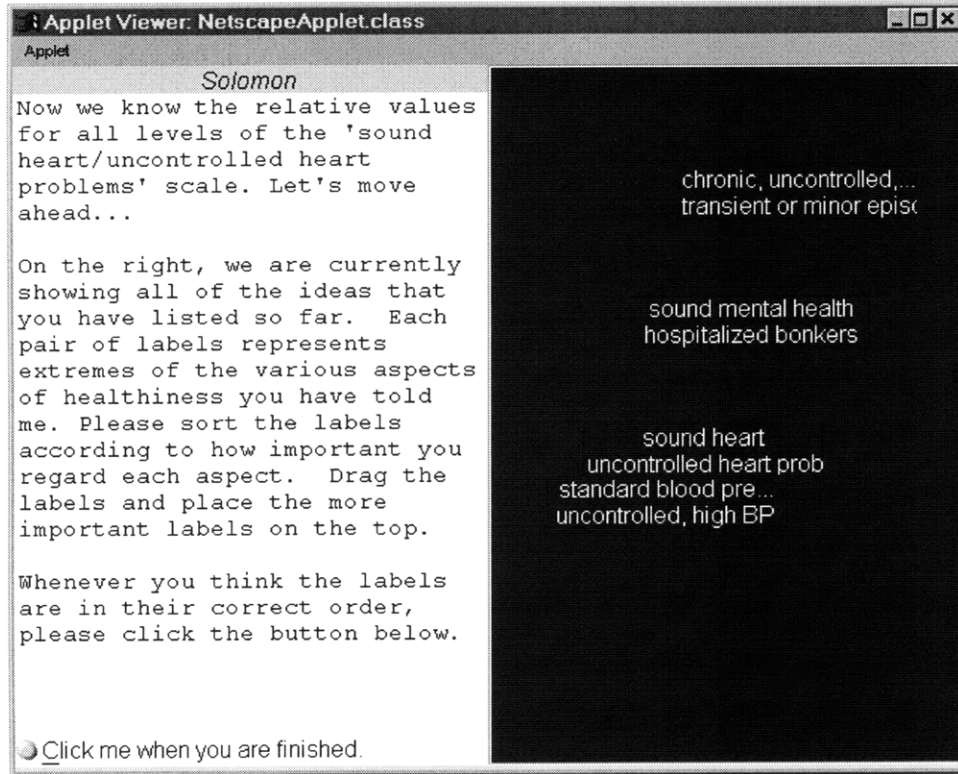 Applet Viewer: NetscapeApplet.class
Applet
Solomon
Now we know the relative values
for all levels of the 'sound
heart/uncontrolled heart
problems' scale. Let's move
ahead...
On the right, we are currently
showing all of the ideas that
you have listed so far. Each
pair of labels represents
extremes of the various aspects
of healthiness you have told
me. Please sort the labels
according to how important you
regard each aspect. Drag the
labels and place the more
important labels on the top.
Whenever you think the labels
are in their correct order,
please click the button below.
Click me when you are finished.
chronic, uncontrolled,...
transient or minor episo
sound mental health
hospitalized bonkers
sound heart
uncontrolled heart prob
standard blood pre...
uncontrolled, high BP